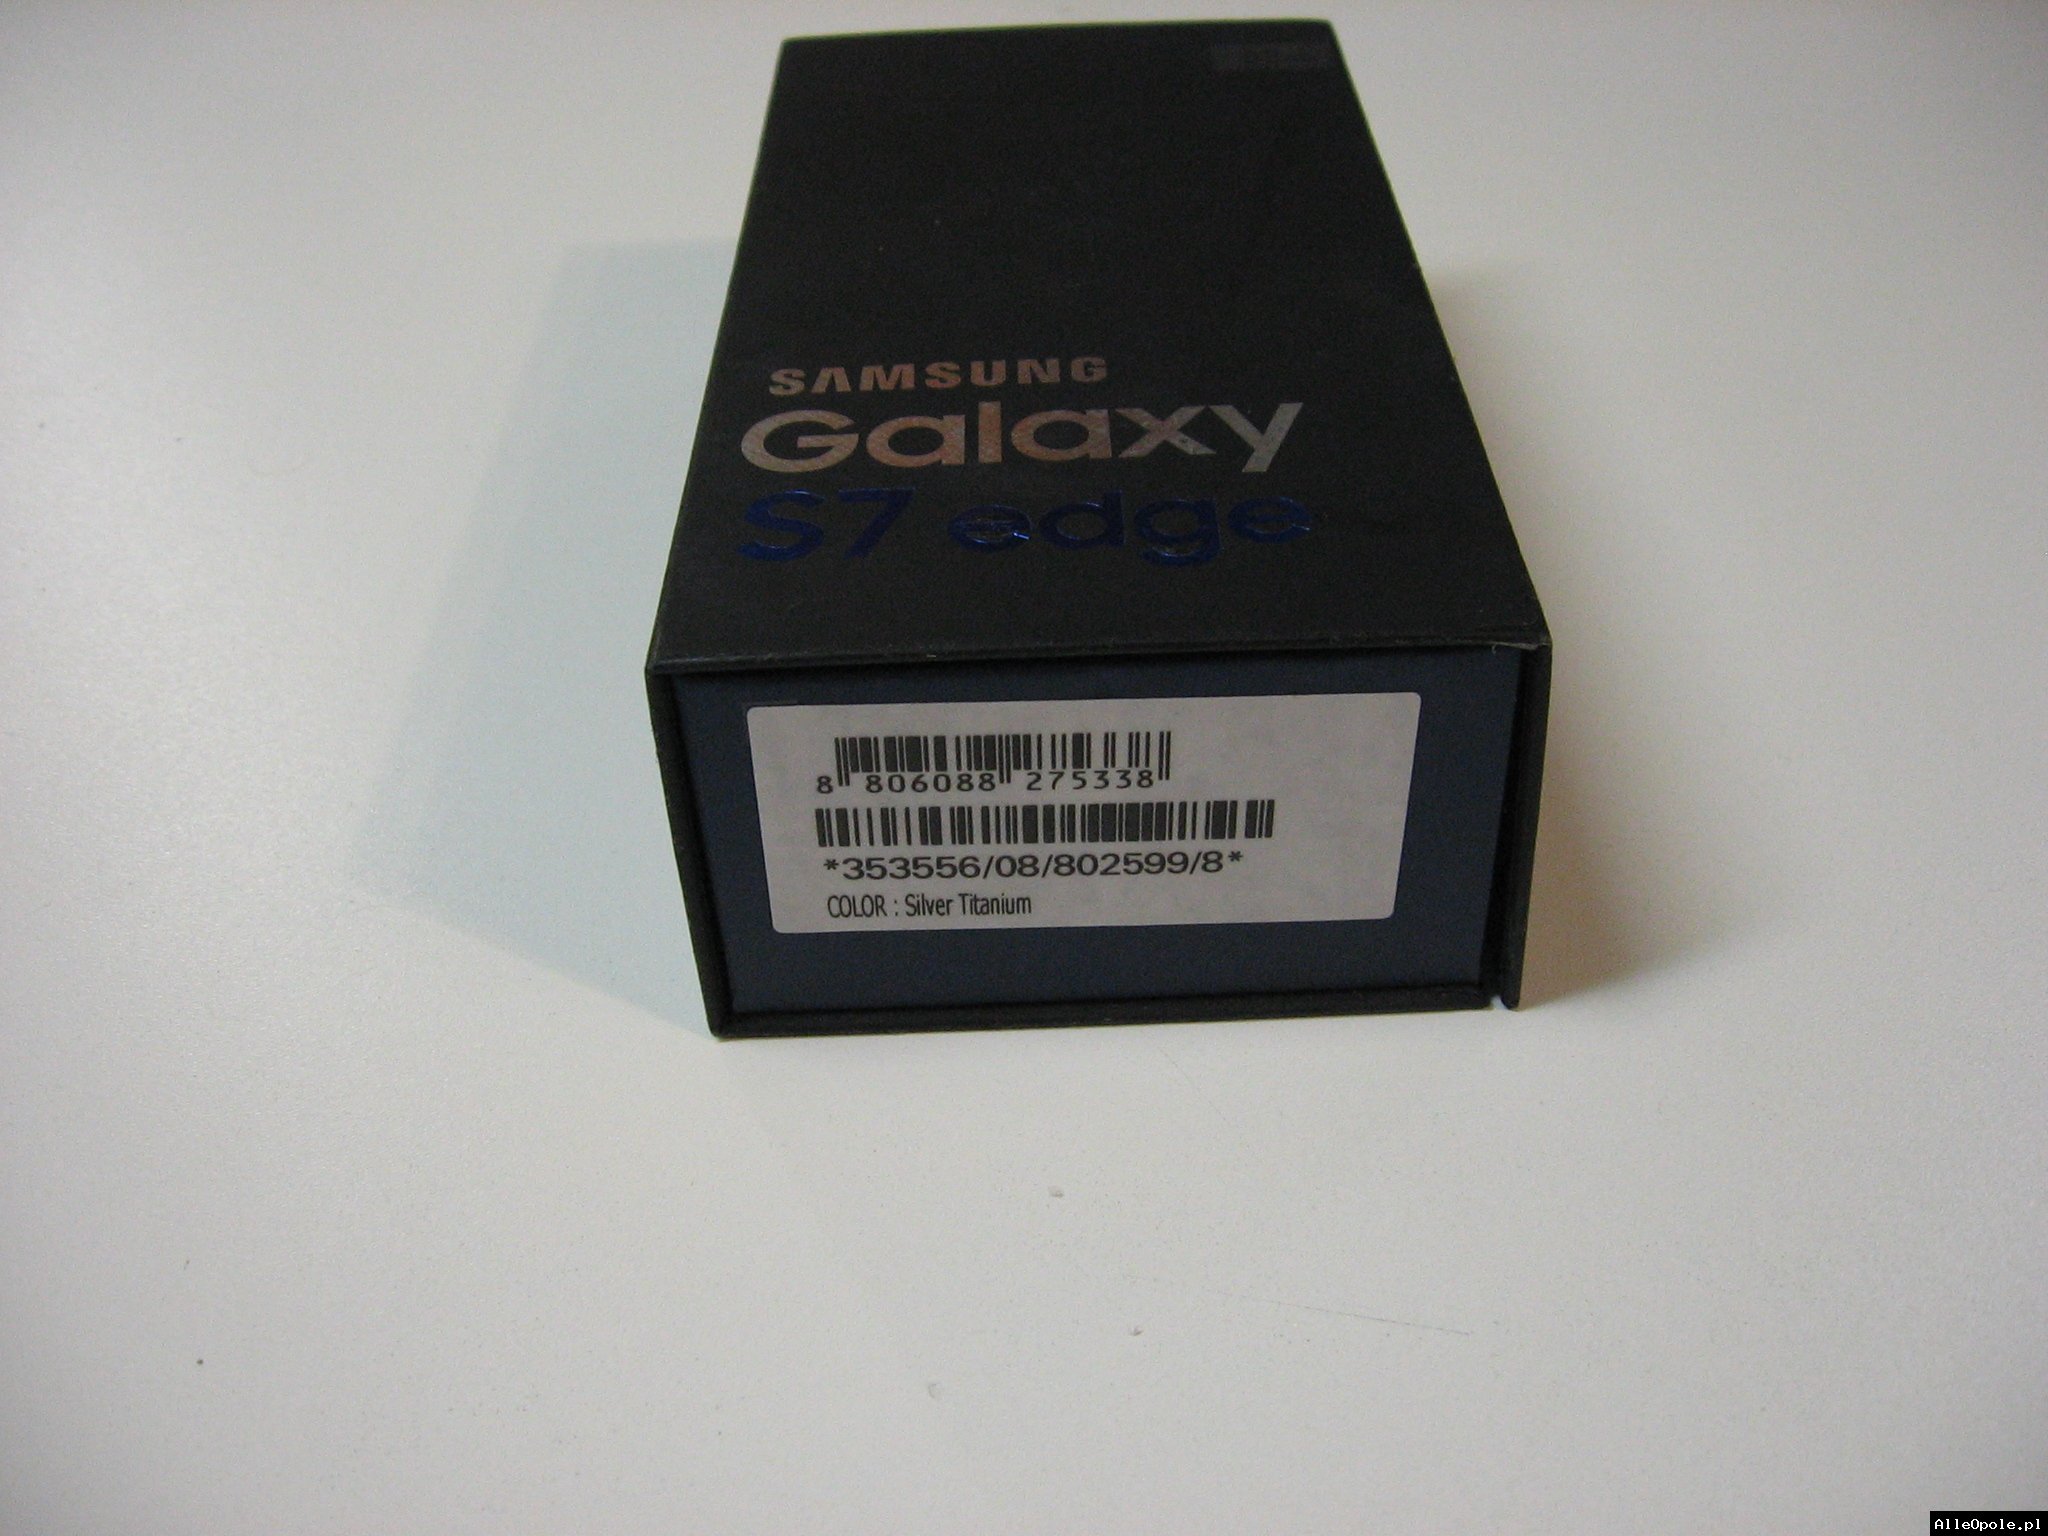 SAMSUNG
Galaxy
S7 edge
8 806088 275338
*353556/08/802599/8*
COLOR : Silver Titanium
AlleOpole.pl